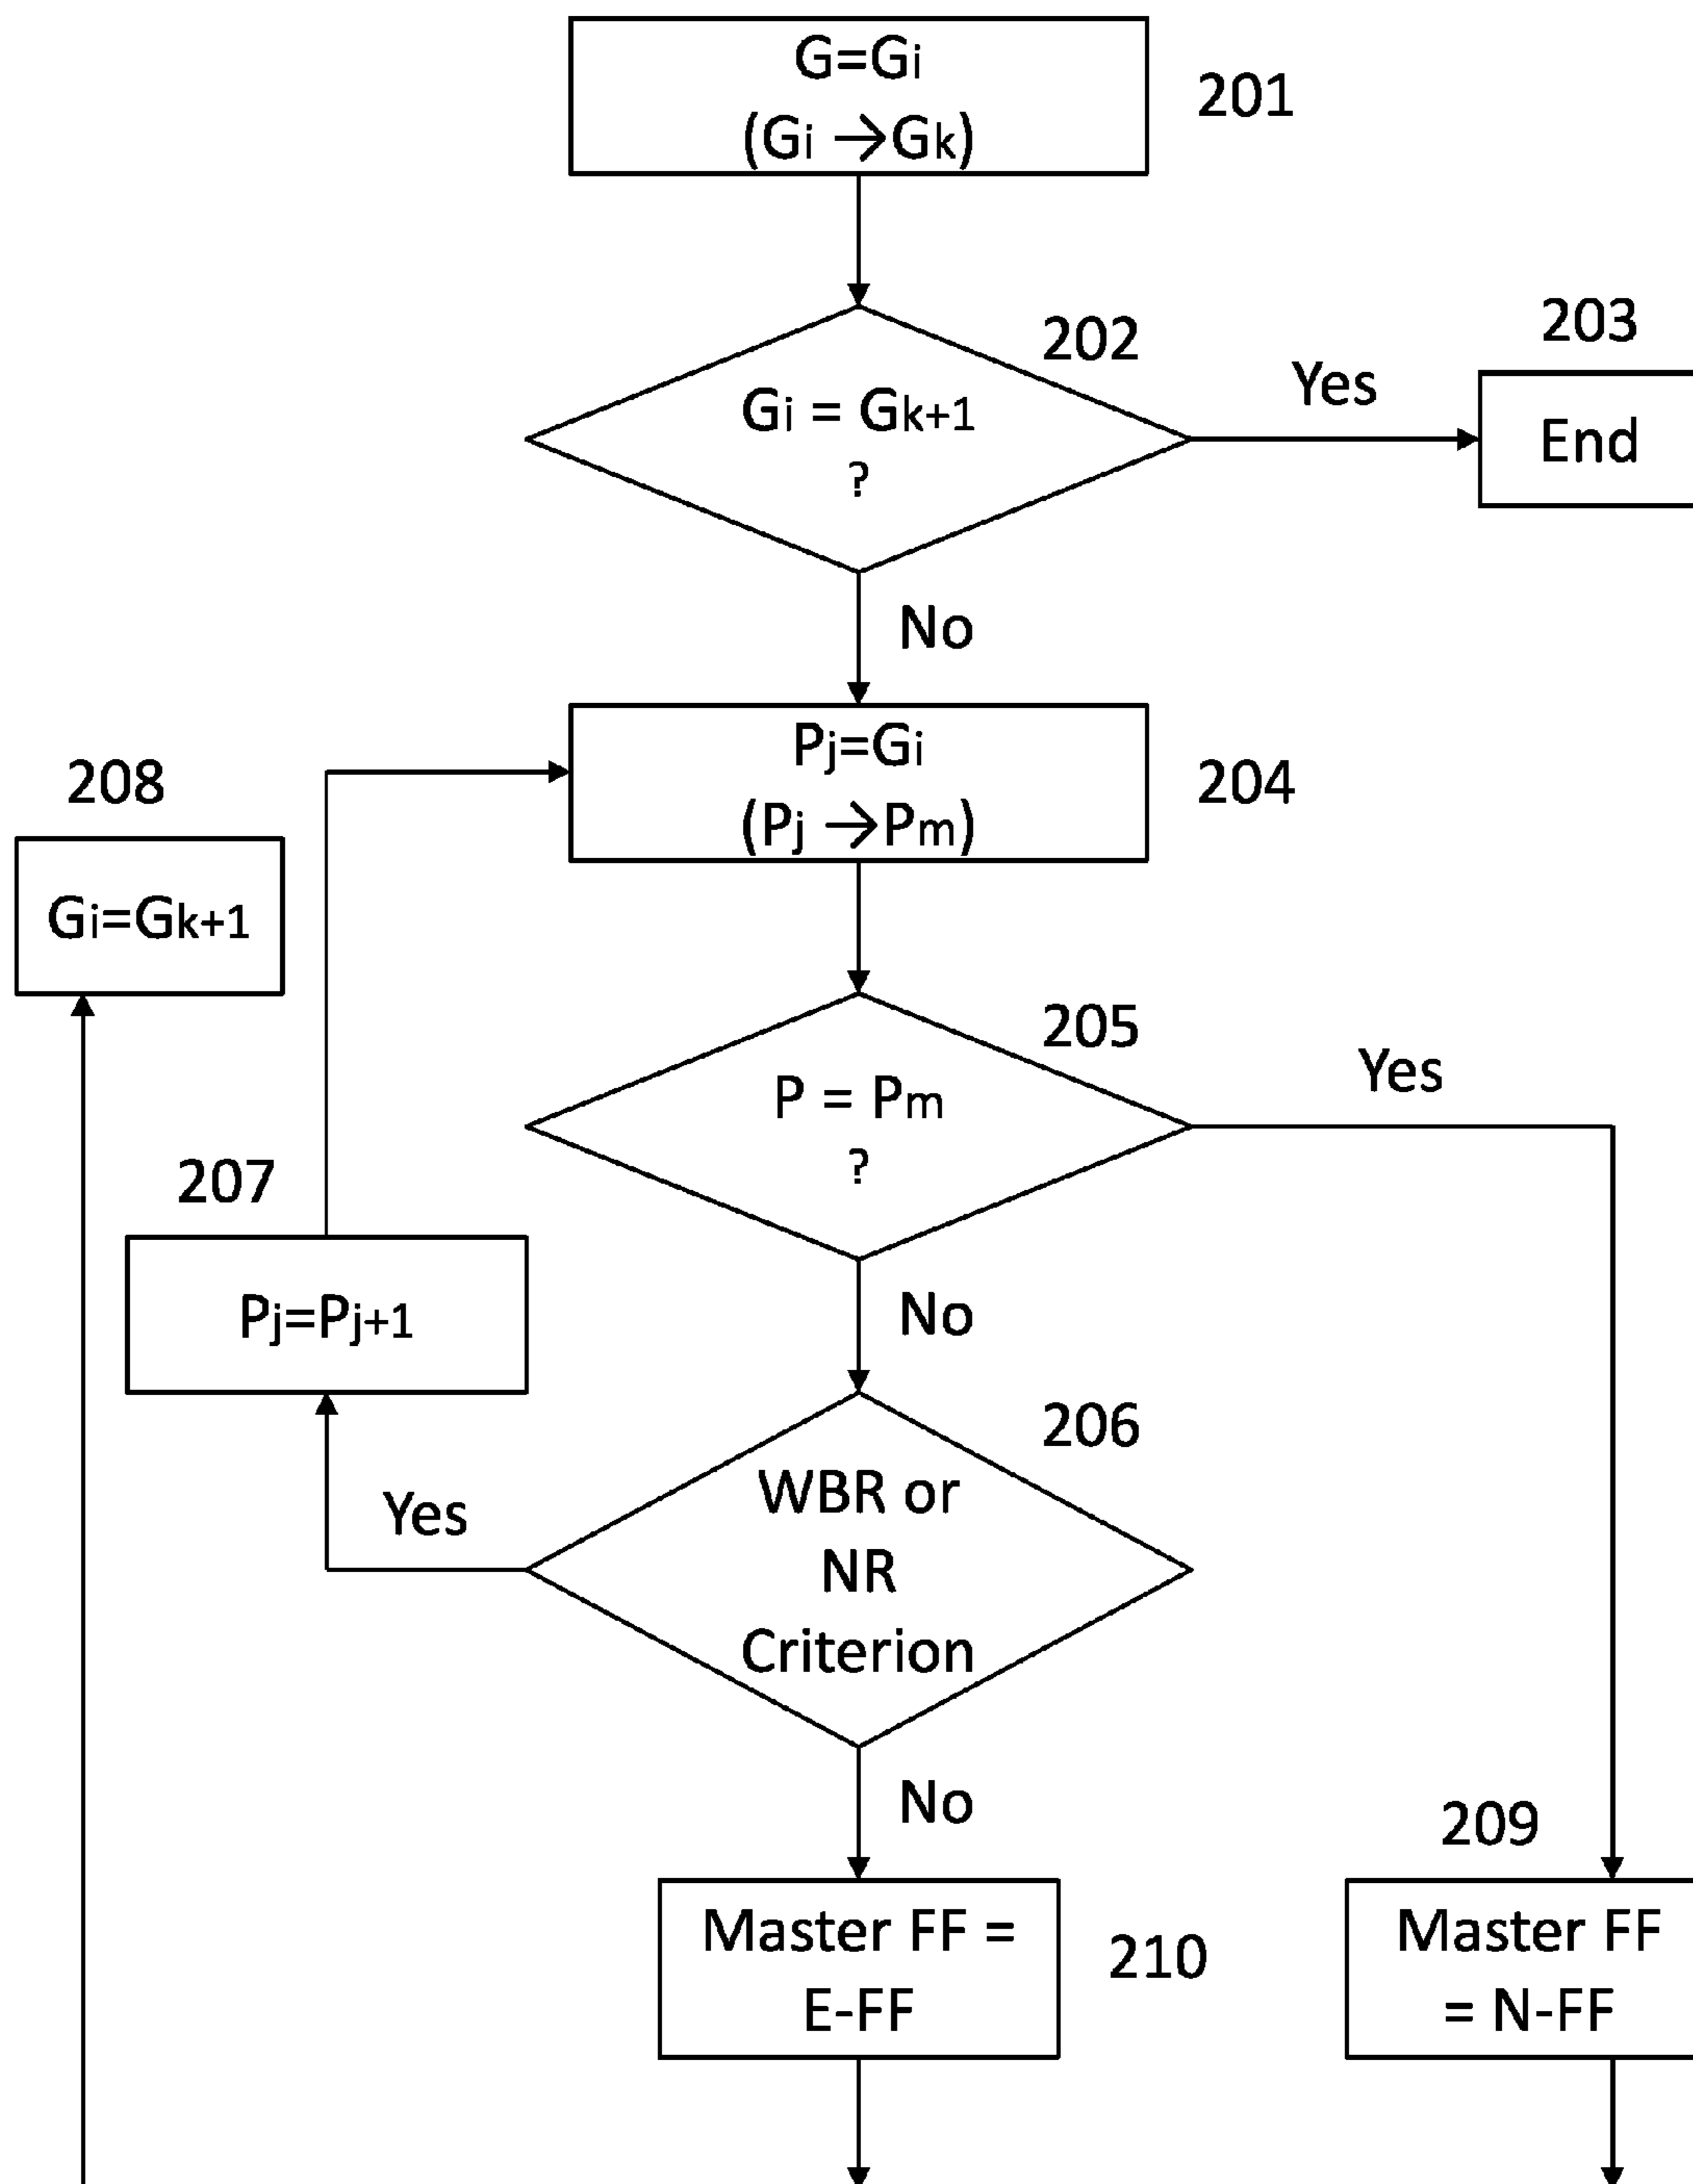 G=Gi
(Gi →Gk)
201
202
Gi = Gk+1
?
Yes
203
End
No
Pj=Gi
(Pj →Pm)
204
208
Gi=Gk+1
205
P = Pm
?
Yes
207
Pj=Pj+1
No
206
WBR or
NR
Criterion
Yes
No
209
Master FF =
E-FF
210
Master FF
= N-FF